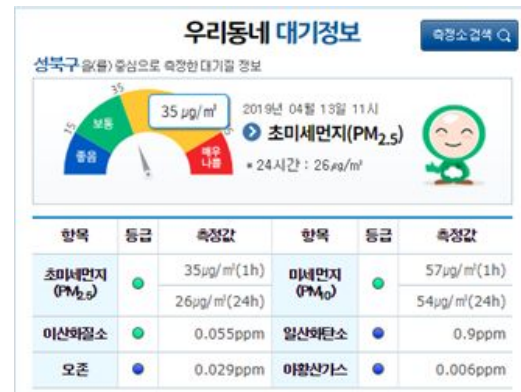 우리동네 대기정보
측정소검색
성북구 을(를) 중심으로 측정한 대기질 정보
15
35
좋음
보통
매우
나쁨
35 μg/㎥
2019년 04월 13일 11시
초미세먼지(PM2.5)
* 24시간 : 26㎍/㎥
항목 등급 측정값 항목 등급 측정값
초미세먼지
(PM2.5)
35㎍/㎥(1h)
26㎍/㎥(24h)
미세먼지
(PM10)
57㎍/㎥(1h)
54㎍/㎥(24h)
이산화질소 0.055ppm 일산화탄소 0.9ppm
오존 0.029ppm 아황산가스 0.006ppm